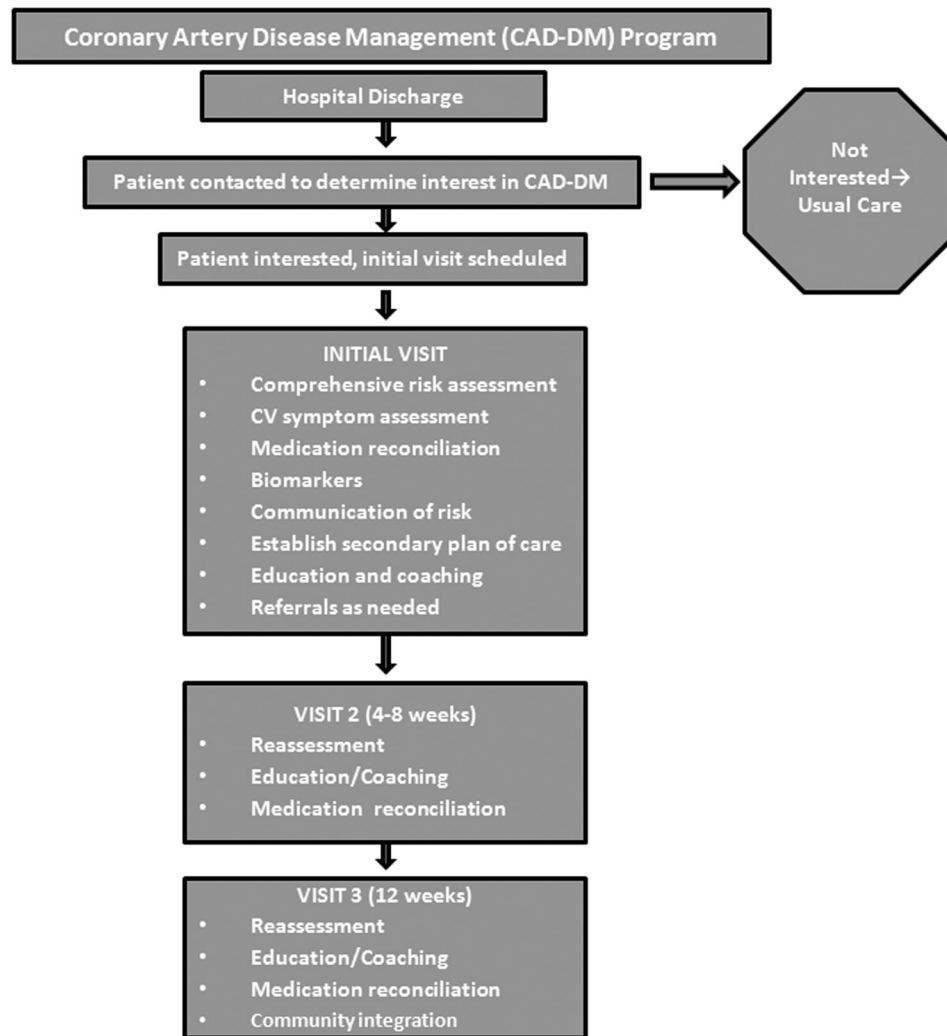 Coronary Artery Disease Management (CAD-DM) Program
Hospital Discharge
Patient contacted to determine interest in CAD-DM
Not
Interested→
Usual Care
Patient interested, initial visit scheduled
INITIAL VISIT
• Comprehensive risk assessment
• CV symptom assessment
• Medication reconciliation
• Biomarkers
• Communication of risk
• Establish secondary plan of care
• Education and coaching
• Referrals as needed
VISIT 2 (4-8 weeks)
• Reassessment
• Education/Coaching
• Medication reconciliation
VISIT 3 (12 weeks)
• Reassessment
• Education/Coaching
• Medication reconciliation
• Community integration